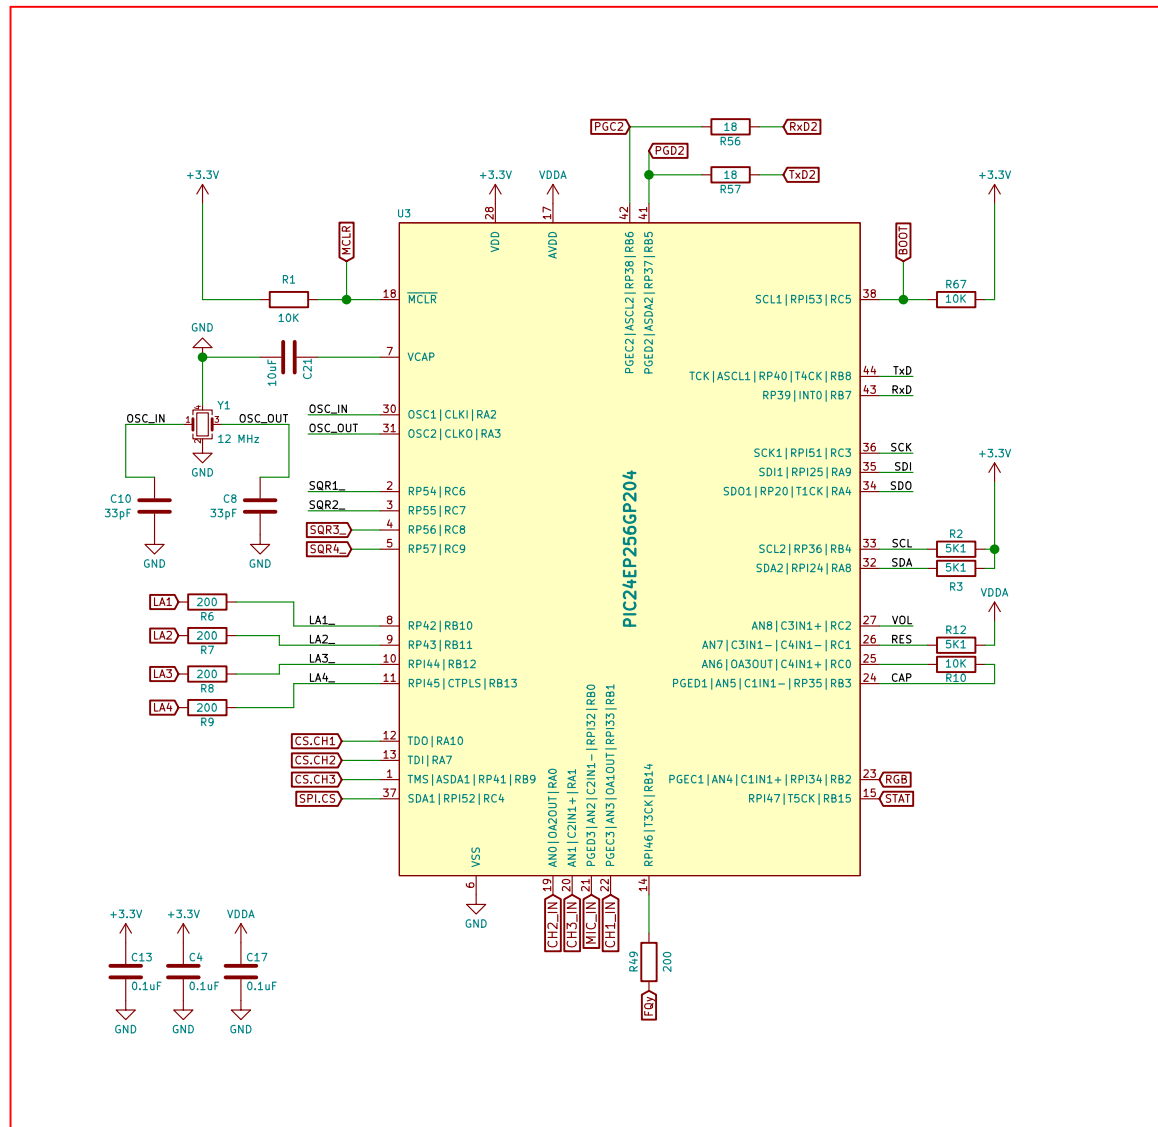 PGC2
18
RxD2
R56
PGD2
18
TxD2
R57
+3.3V
+3.3V
VDDA
+3.3V
U3
28
17
42
41
MCLR
BOOT
VDD
AVDD
PGEC2|ASCL2|RP38|RB6
PGED2|ASDA2|RP37|RB5
R1
10K
18
MCLR
SCL1|RPI53|RC5
38
R67
10K
GND
10uF
C21
7
VCAP
TCK|ASCL1|RP40|T4CK|RB8
44
TxD
RP39|INT0|RB7
43
RxD
Y1
4
1
3
2
12 MHz
OSC_IN
OSC_OUT
GND
OSC_IN
30
OSC1|CLKI|RA2
OSC_OUT
31
OSC2|CLKO|RA3
SCK1|RPI51|RC3
36
SCK
SDI1|RPI25|RA9
35
SDI
SDO1|RP20|T1CK|RA4
34
SDO
+3.3V
C10
33pF
GND
C8
33pF
GND
SQR1_
2
RP54|RC6
SQR2_
3
RP55|RC7
SQR3_
4
RP56|RC8
SQR4_
5
RP57|RC9
PIC24EP256GP204
SCL2|RP36|RB4
33
SCL
R2
5K1
SDA2|RPI24|RA8
32
SDA
5K1
R3
VDDA
LA1
200
R6
LA1_
8
RP42|RB10
LA2
200
R7
LA2_
9
RP43|RB11
LA3
200
R8
LA3_
10
RPI44|RB12
LA4
200
R9
LA4_
11
RPI45|CTPLS|RB13
AN8|C3IN1+|RC2
27
VOL
AN7|C3IN1-|C4IN1-|RC1
26
RES
R12
5K1
AN6|OA3OUT|C4IN1+|RC0
25
10K
R10
PGED1|AN5|C1IN1-|RP35|RB3
24
CAP
CS.CH1
12
TDO|RA10
CS.CH2
13
TDI|RA7
CS.CH3
1
TMS|ASDA1|RP41|RB9
SPI.CS
37
SDA1|RPI52|RC4
PGEC1|AN4|C1IN1+|RPI34|RB2
23
RGB
RPI47|T5CK|RB15
15
STAT
VSS
6
GND
AN0|OA2OUT|RA0
19
CH2_IN
AN1|C2IN1+|RA1
20
CH3_IN
PGED3|AN2|C2IN1-|RPI32|RB0
21
MIC_IN
PGEC3|AN3|OA1OUT|RPI33|RB1
22
CH1_IN
RPI46|T3CK|RB14
14
R49
200
FQy
+3.3V
C13
0.1uF
GND
+3.3V
C4
0.1uF
GND
VDDA
C17
0.1uF
GND